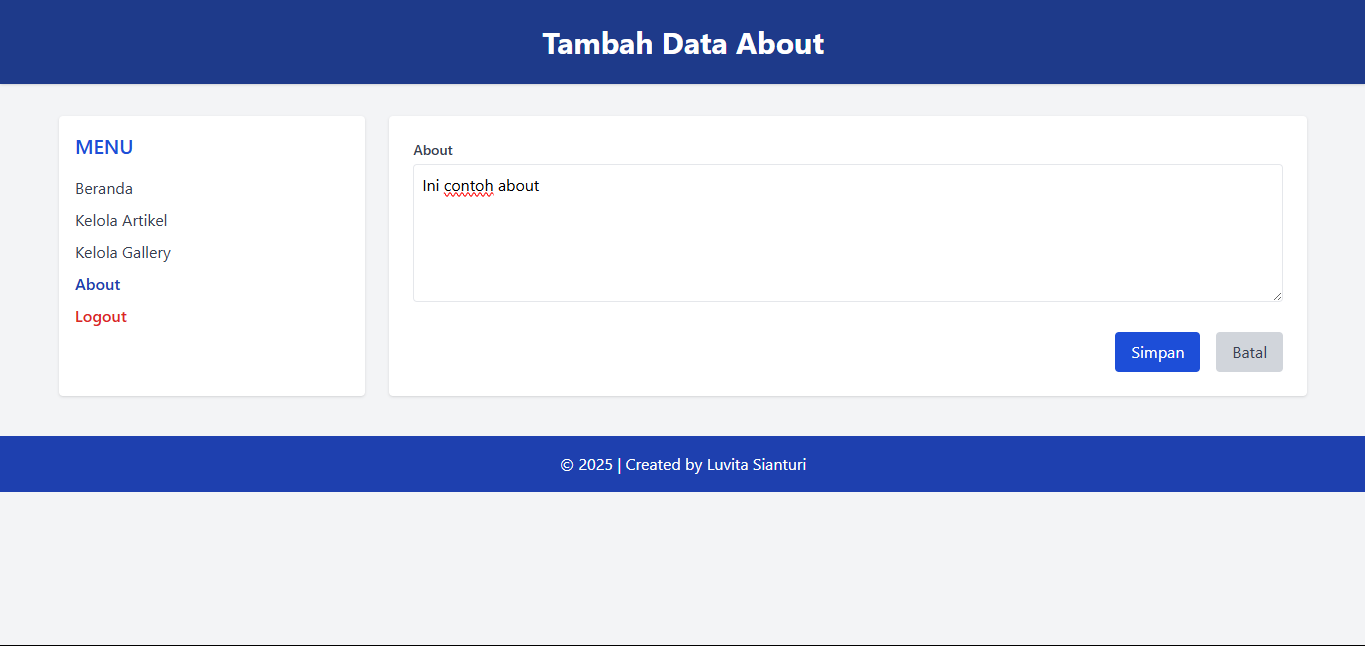 Tambah Data About
MENU
Beranda
Kelola Artikel
Kelola Gallery
About
Logout
About
Ini contoh about
Simpan
Batal
© 2025 | Created by Luvita Sianturi